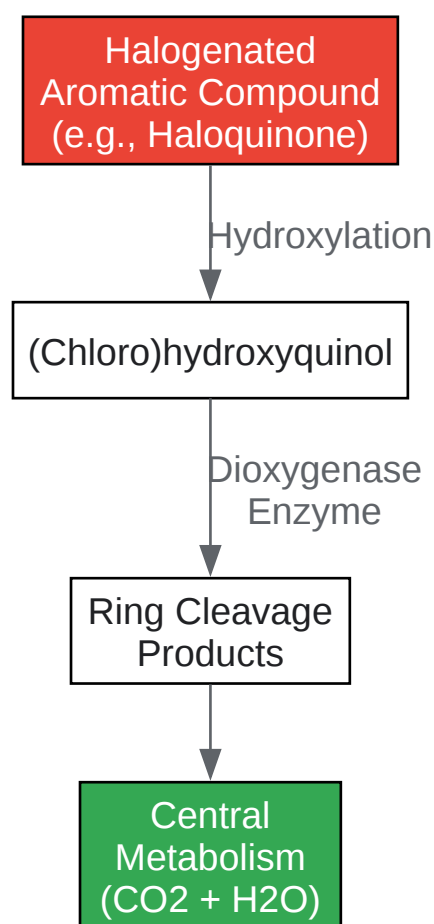 Halogenated
Aromatic Compound
(e.g., Haloquinone)
Hydroxylation
(Chloro)hydroxyquinol
Dioxygenase
Enzyme
Ring Cleavage
Products
Central
Metabolism
(CO2 + H2O)